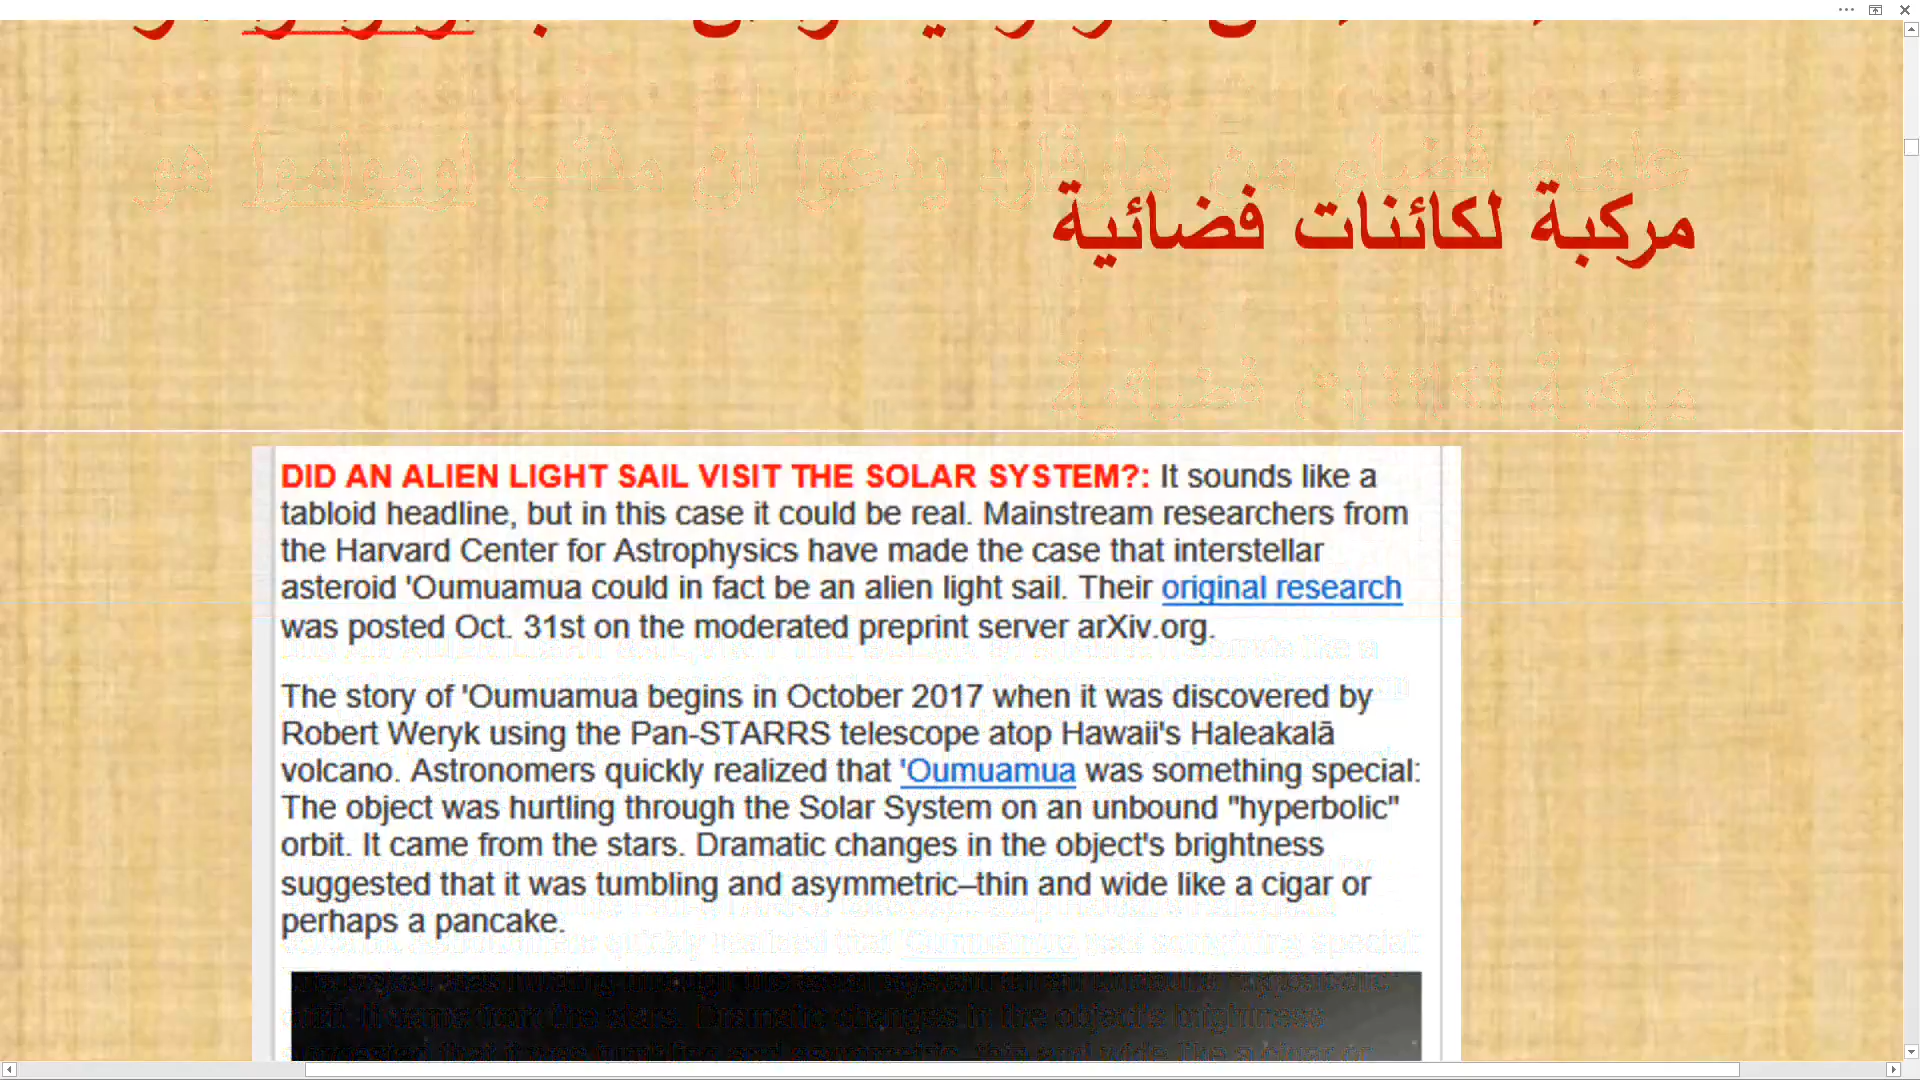 مركبة لكائنات فضائية
DID AN ALIEN LIGHT SAIL VISIT THE SOLAR SYSTEM?: It sounds like a
tabloid headline, but in this case it could be real. Mainstream researchers from
the Harvard Center for Astrophysics have made the case that interstellar
asteroid 'Oumuamua could in fact be an alien light sail. Their original research
was posted Oct. 31st on the moderated preprint server arXiv.org.
The story of 'Oumuamua begins in October 2017 when it was discovered by
Robert Weryk using the Pan-STARRS telescope atop Hawaii's Haleakalā
volcano. Astronomers quickly realized that 'Oumuamua was something special:
The object was hurtling through the Solar System on an unbound "hyperbolic"
orbit. It came from the stars. Dramatic changes in the object's brightness
suggested that it was tumbling and asymmetric–thin and wide like a cigar or
perhaps a pancake.